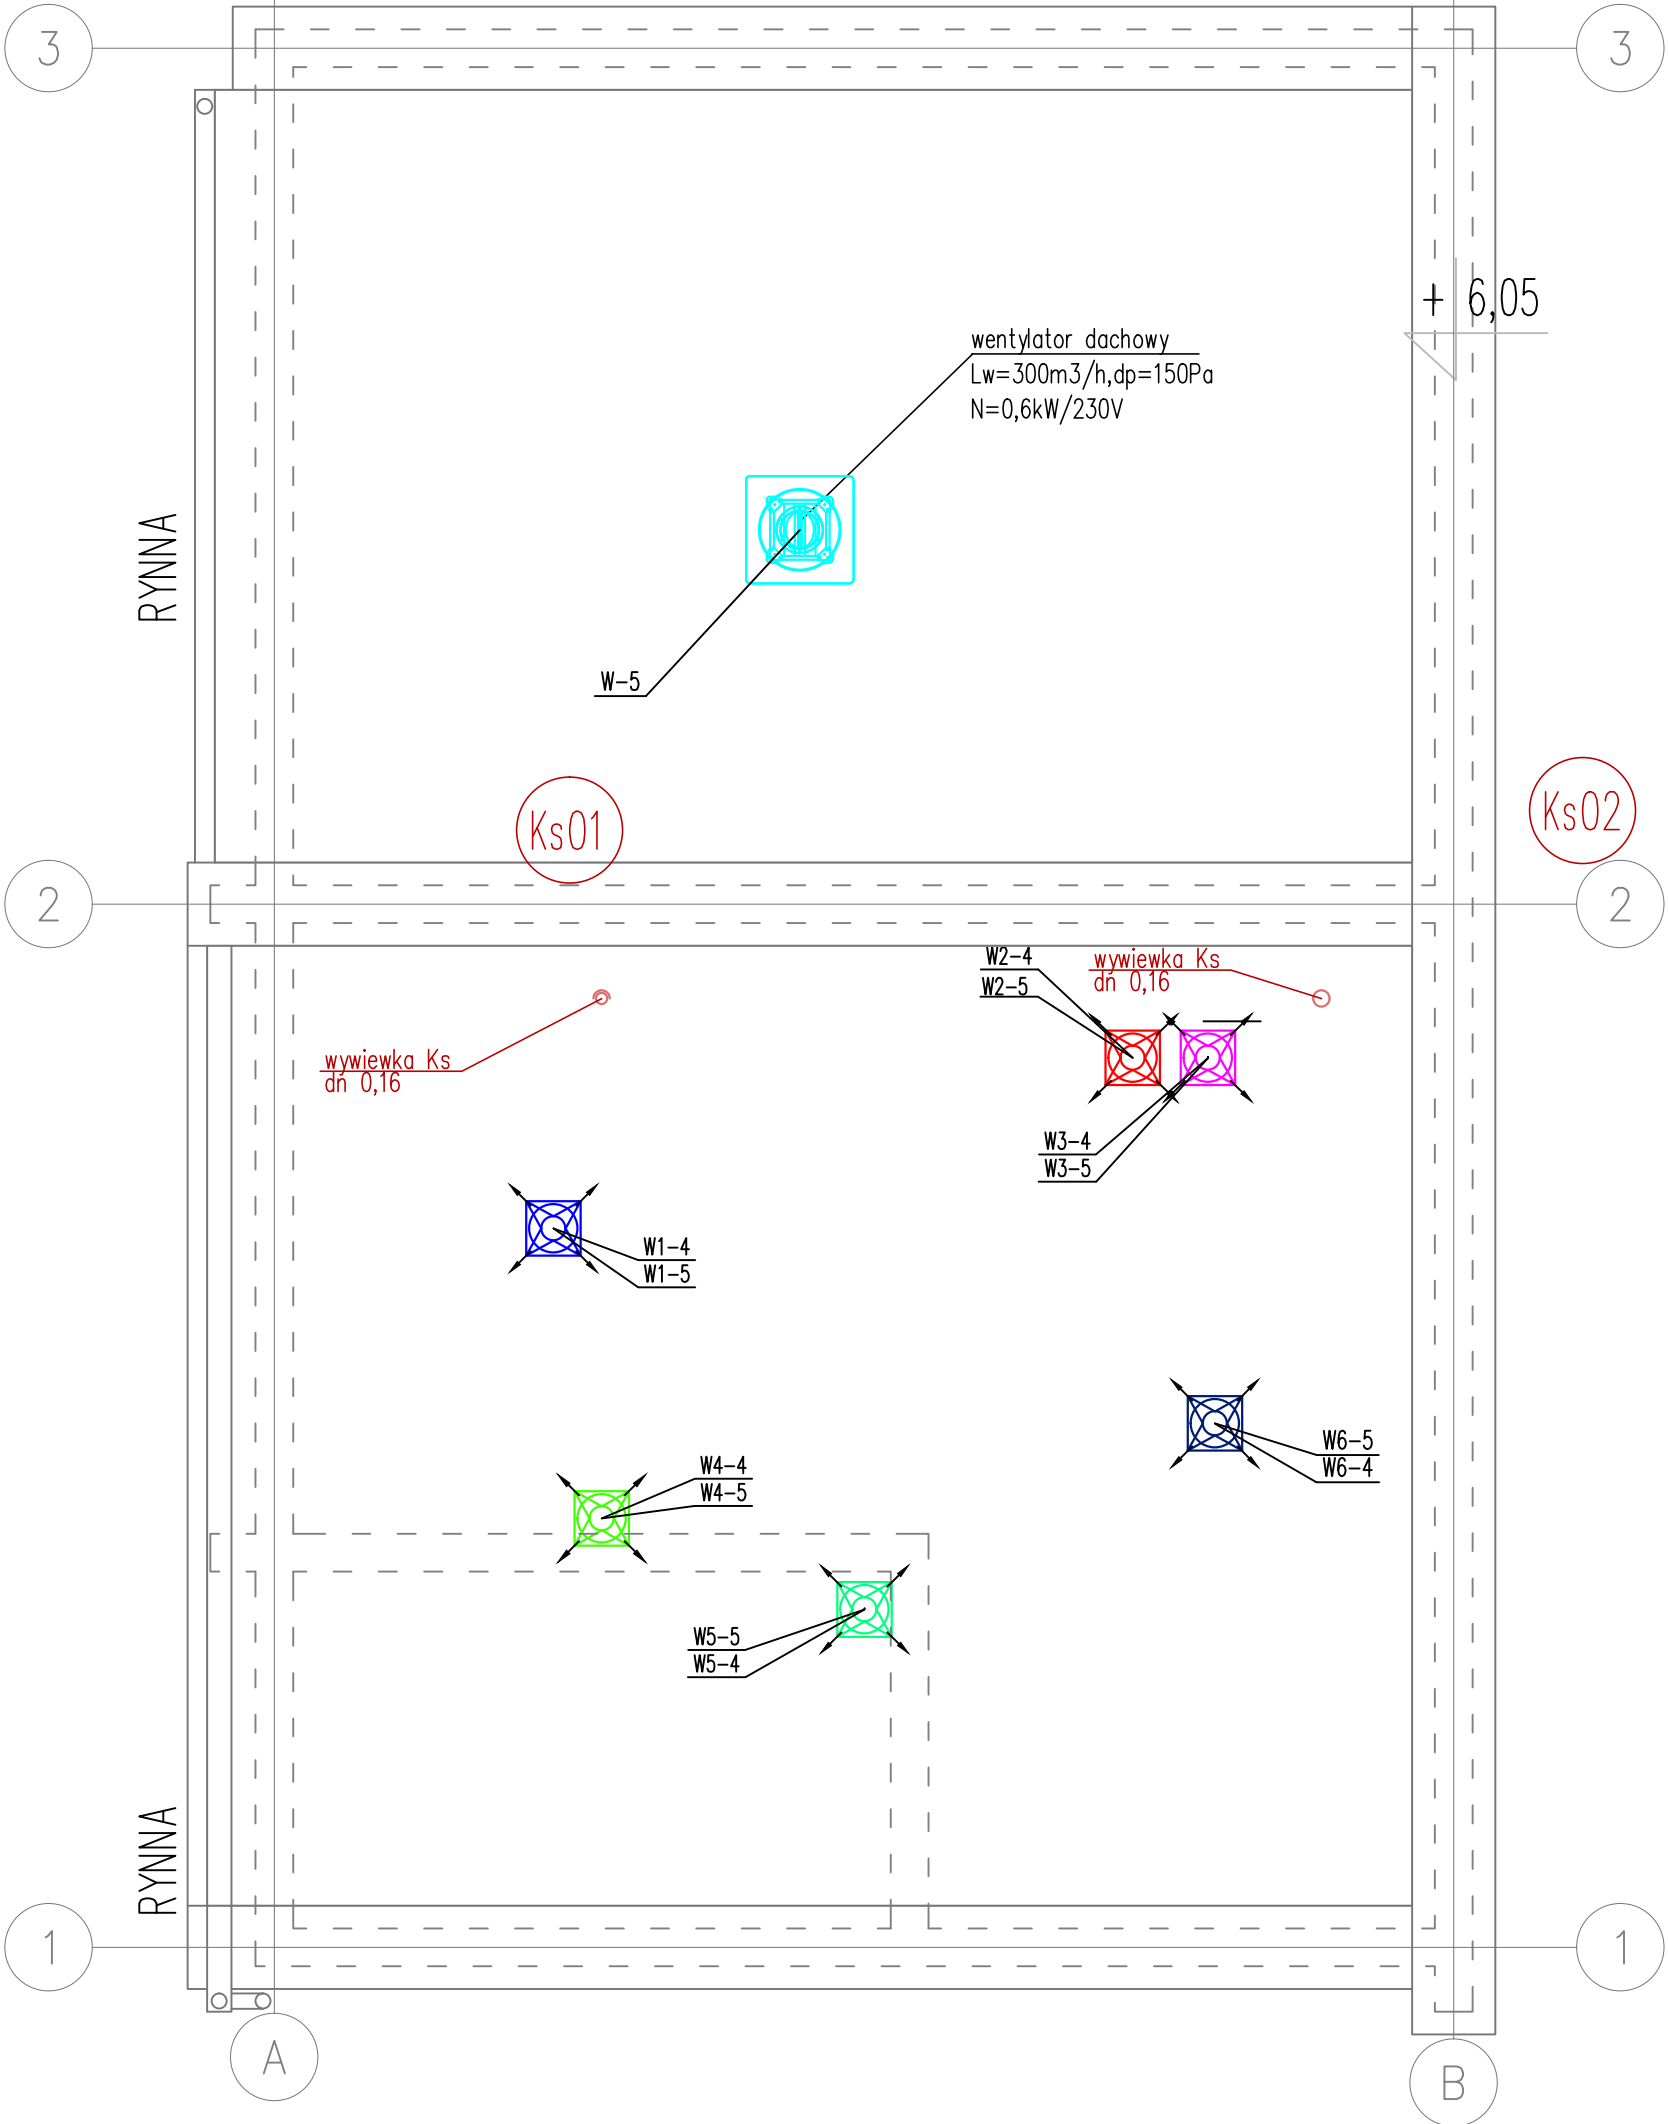 3
3
+ 6,05
wentylator dachowy
Lw=300m3/h,dp=150Pa
N=0,6kW/230V
RYNNA
W-5
Ks01
Ks02
2
2
W2-4
W2-5
wywiewka Ks
dn 0,16
wywiewka Ks
dn 0,16
W3-4
W3-5
W1-4
W1-5
W6-5
W6-4
W4-4
W4-5
W5-5
W5-4
RYNNA
1
1
A
B